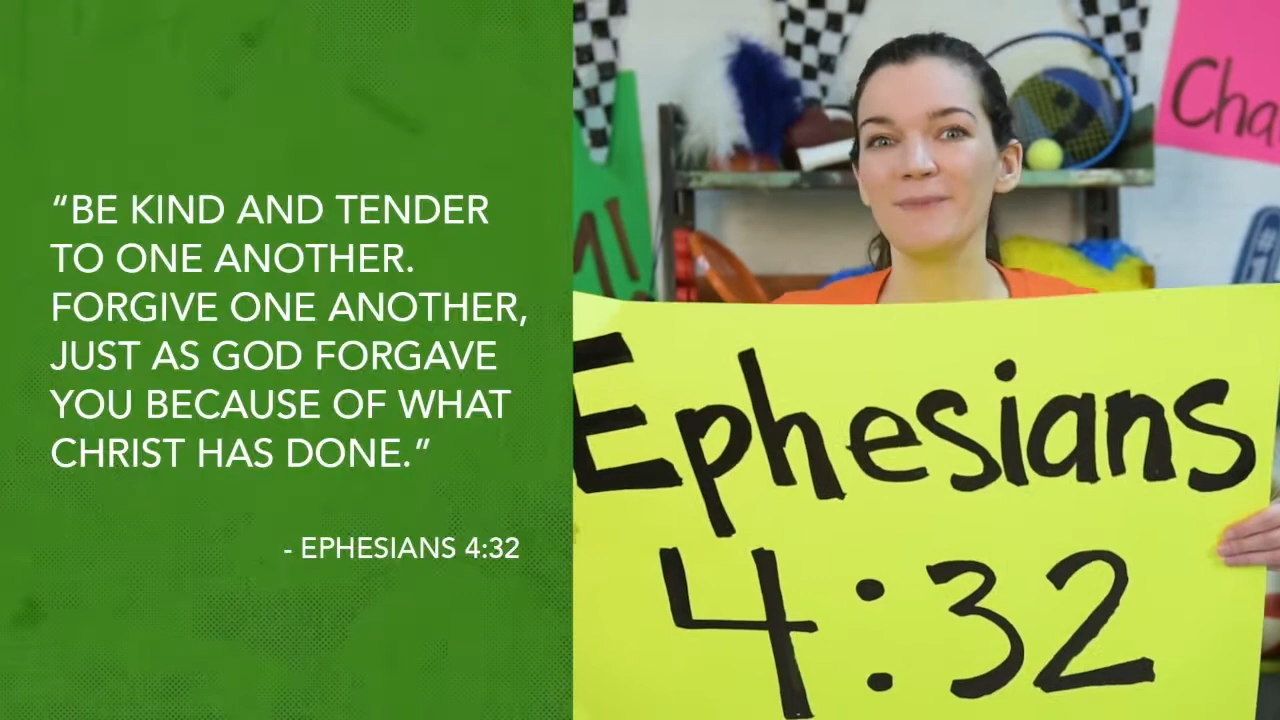 “BE KIND AND TENDER
TO ONE ANOTHER.
FORGIVE ONE ANOTHER,
JUST AS GOD FORGAVE
YOU BECAUSE OF WHAT
CHRIST HAS DONE.”
- EPHESIANS 4:32
Cha
Ephesians
4:32